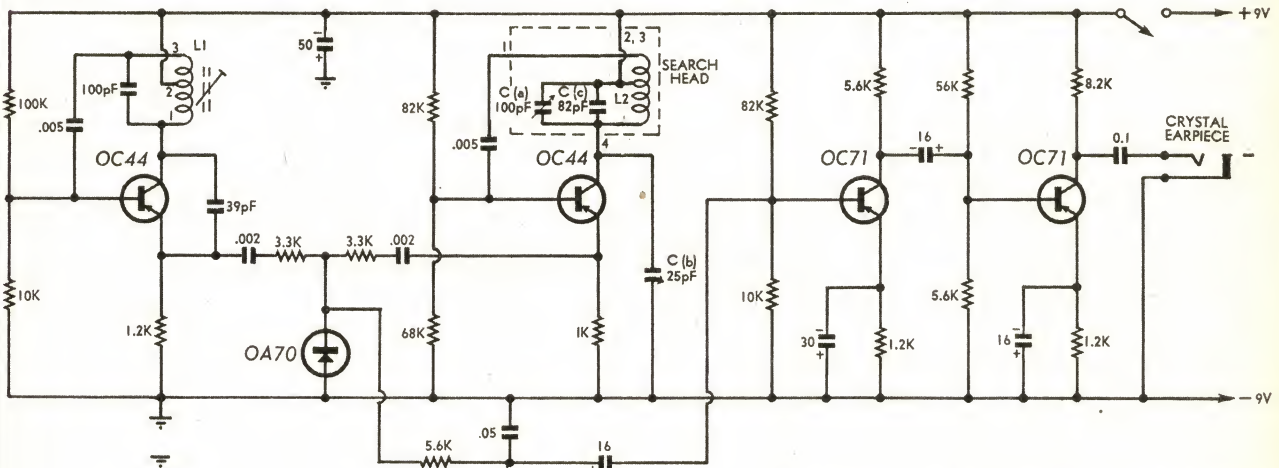 + 9V
3
L1
50
−
+
2, 3
SEARCH
HEAD
100K
100pF
2
1
.005
82K
C (a)
100pF
C (c)
82pF
L2
.005
4
82K
5.6K
56K
8.2K
CRYSTAL
EARPIECE
0.1
−
OC44
OC44
OC71
16
− +
OC71
39pF
.002
3.3K
3.3K
.002
C (b)
25pF
10K
1.2K
OA70
68K
1K
10K
30
−
+
1.2K
5.6K
16
−
+
1.2K
− 9V
.05
5.6K
16